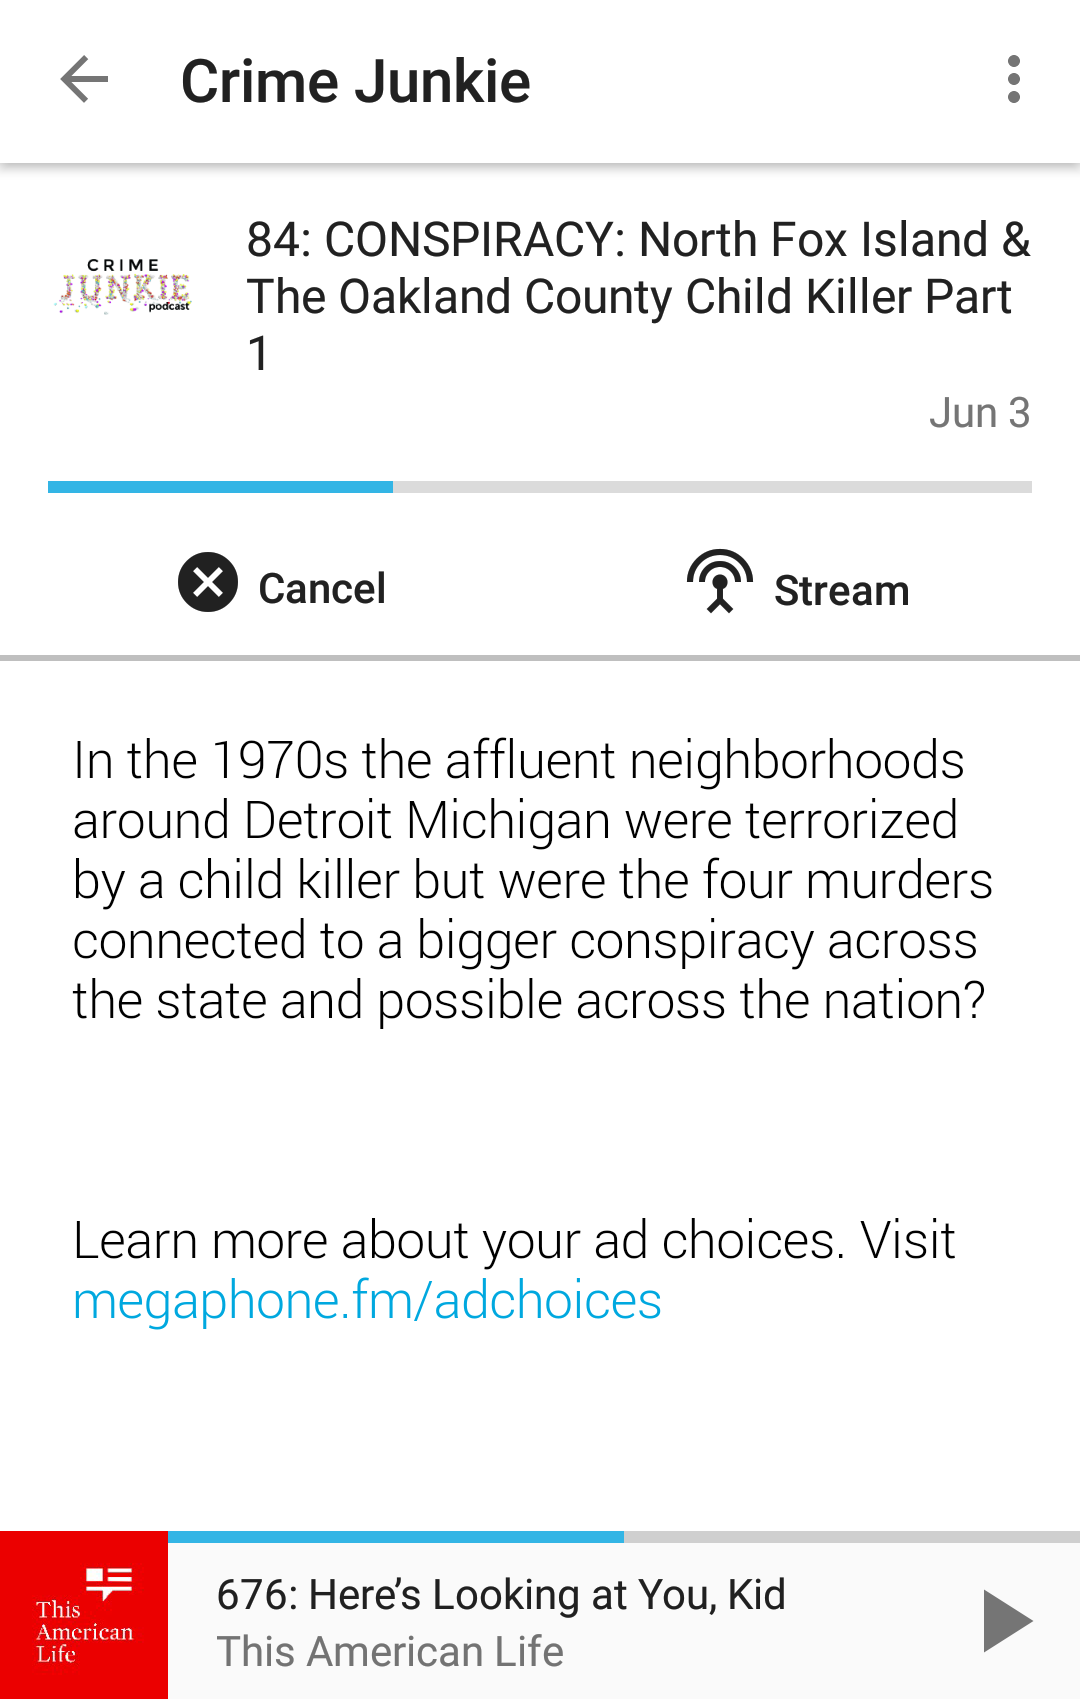 Crime Junkie
CRIME
JUNKIE
podcast
84: CONSPIRACY: North Fox Island &
The Oakland County Child Killer Part
1
Jun 3
Cancel
Stream
In the 1970s the affluent neighborhoods
around Detroit Michigan were terrorized
by a child killer but were the four murders
connected to a bigger conspiracy across
the state and possible across the nation?
Learn more about your ad choices. Visit
megaphone.fm/adchoices
This
American
Life
676: Here’s Looking at You, Kid
This American Life